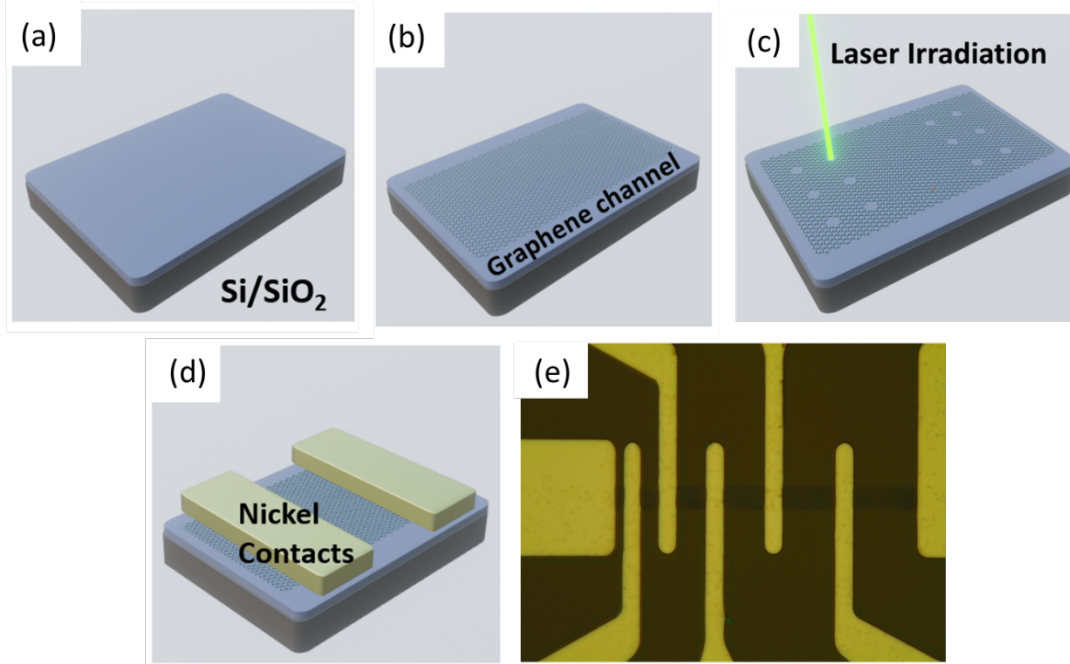 (a)
Si/SiO₂
(b)
Graphene channel
(c)
Laser Irradiation
(d)
Nickel
Contacts
(e)